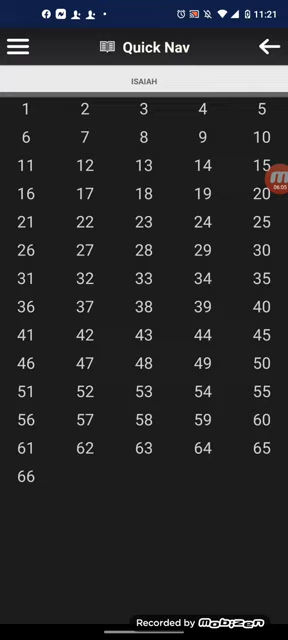 11:21
Quick Nav
ISAIAH
1 2 3 4 5
6 7 8 9 10
11 12 13 14 15
16 17 18 19 20
06:05
21 22 23 24 25
26 27 28 29 30
31 32 33 34 35
36 37 38 39 40
41 42 43 44 45
46 47 48 49 50
51 52 53 54 55
56 57 58 59 60
61 62 63 64 65
66
Recorded by Mobizen